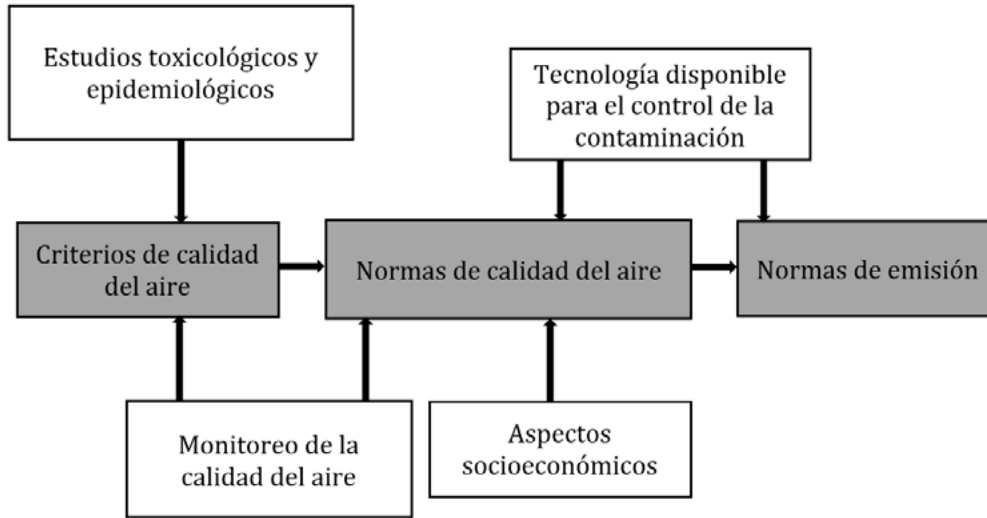 Estudios toxicológicos y
epidemiológicos
Tecnología disponible
para el control de la
contaminación
Criterios de calidad
del aire
Normas de calidad del aire
Normas de emisión
Monitoreo de la
calidad del aire
Aspectos
socioeconómicos